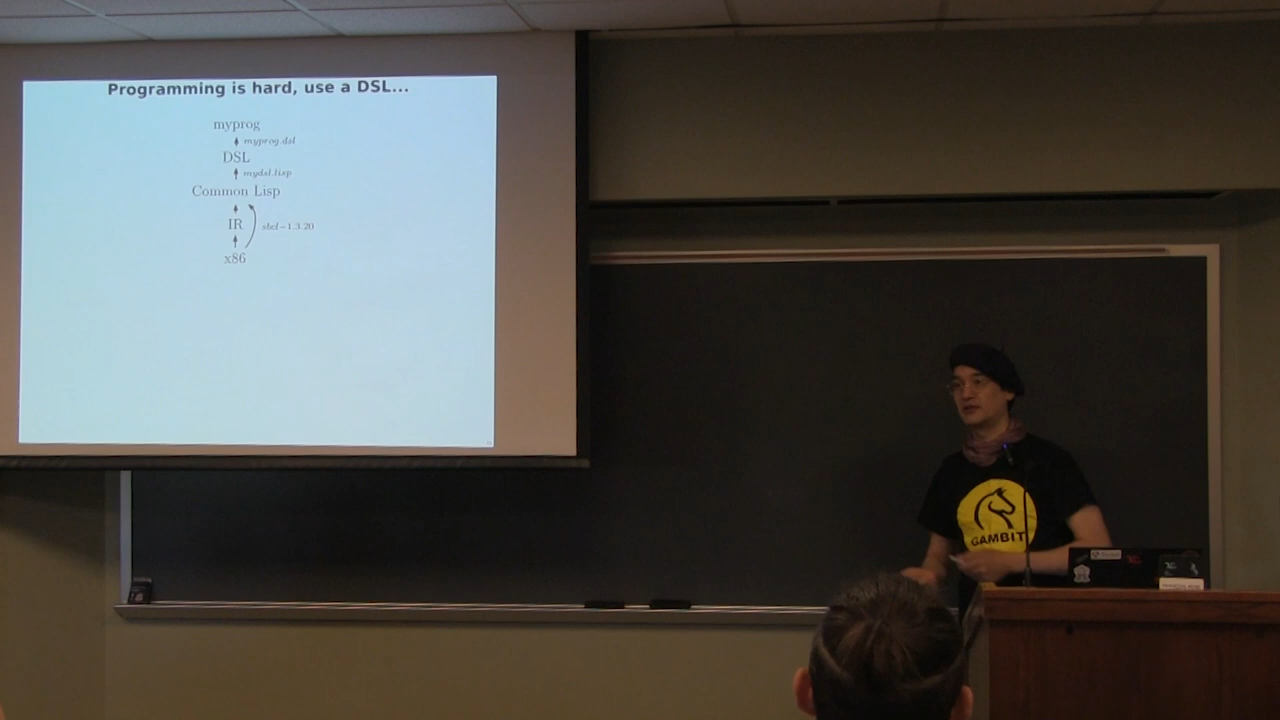 Programming is hard, use a DSL...
myprog
myprog.dsl
DSL
mydsl.lisp
Common Lisp
IR
sbcl-1.3.20
x86
GAMBIT